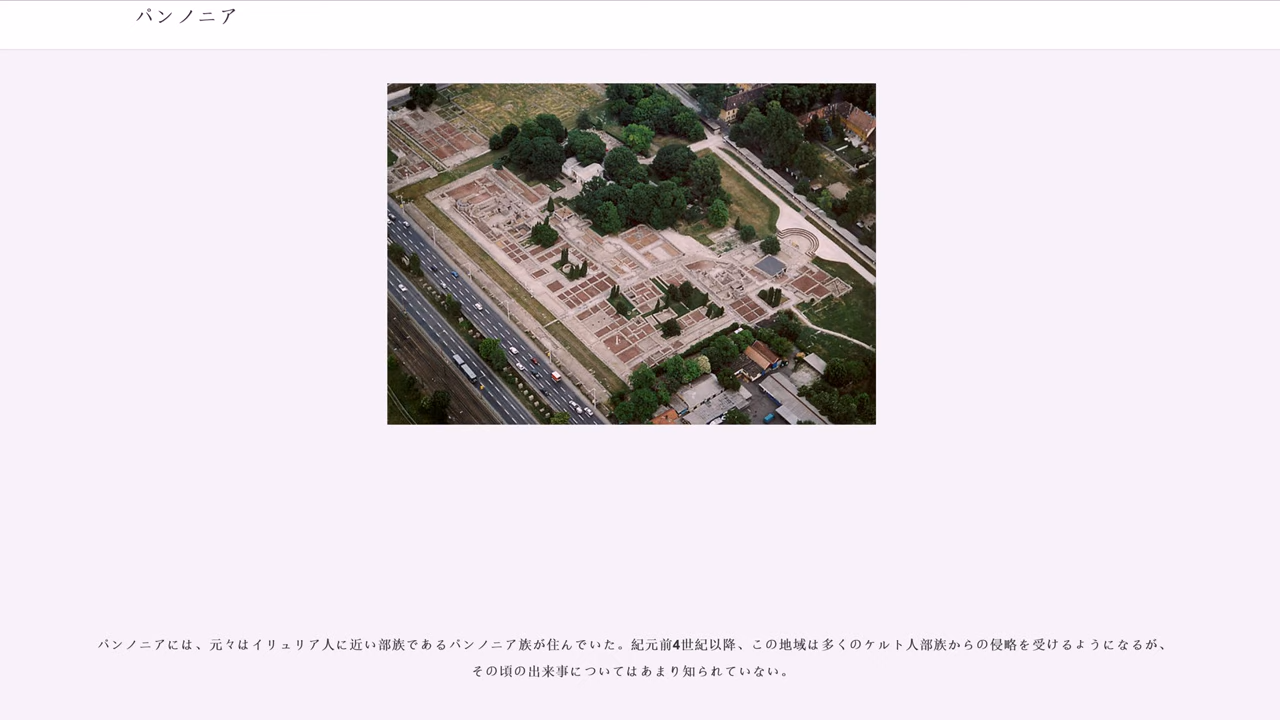 パンノニア
パンノニアには、元々はイリュリア人に近い部族であるパンノニア族が住んでいた。紀元前4世紀以降、この地域は多くのケルト人部族からの侵略を受けるようになるが、
その頃の出来事についてはあまり知られていない。